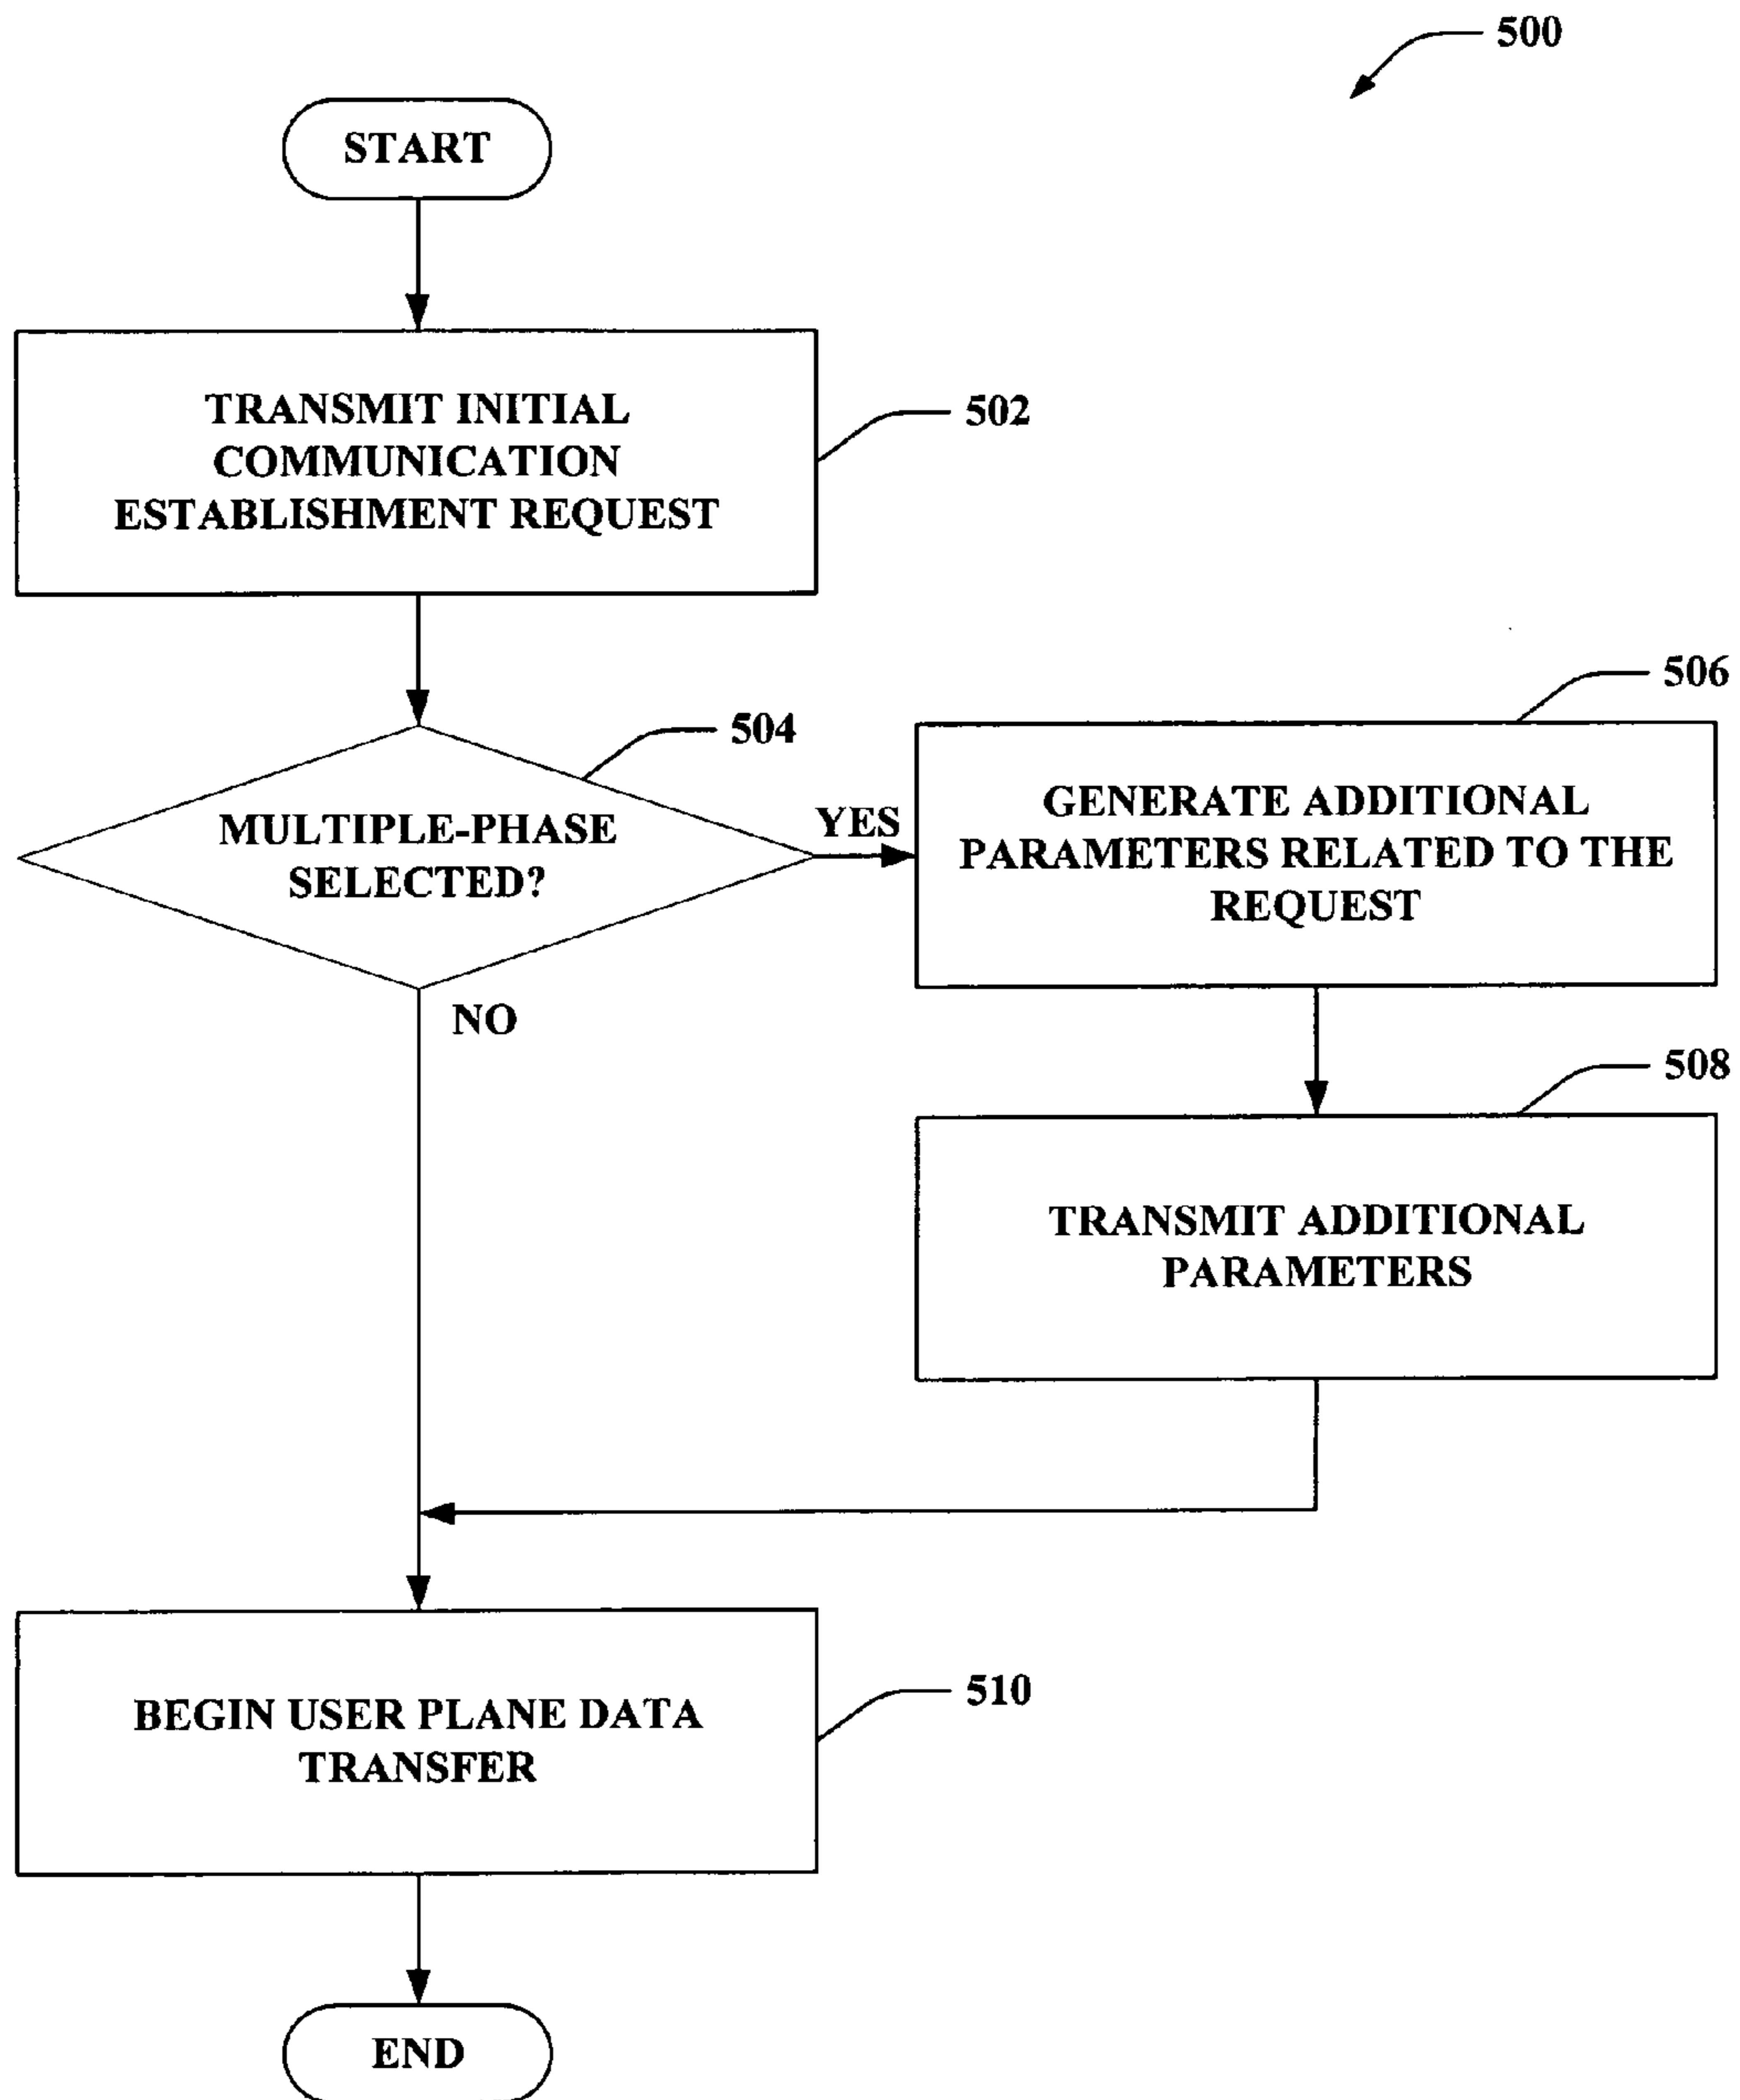 500
START
TRANSMIT INITIAL
COMMUNICATION
ESTABLISHMENT REQUEST
502
504
MULTIPLE-PHASE
SELECTED?
YES
NO
506
GENERATE ADDITIONAL
PARAMETERS RELATED TO THE
REQUEST
508
TRANSMIT ADDITIONAL
PARAMETERS
BEGIN USER PLANE DATA
TRANSFER
510
END